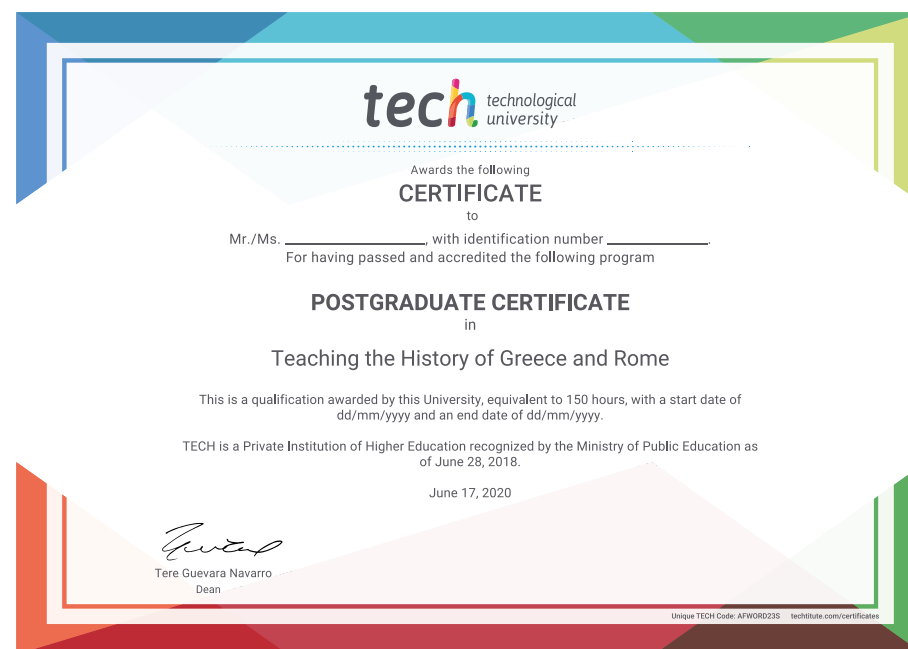 tech technological
university
Awards the following
CERTIFICATE
to
Mr./Ms. ____________________, with identification number ______________.
For having passed and accredited the following program
POSTGRADUATE CERTIFICATE
in
Teaching the History of Greece and Rome
This is a qualification awarded by this University, equivalent to 150 hours, with a start date of
dd/mm/yyyy and an end date of dd/mm/yyyy.
TECH is a Private Institution of Higher Education recognized by the Ministry of Public Education as
of June 28, 2018.
June 17, 2020
Tere Guevara Navarro
Dean
Unique TECH Code: AFWORD23S techtitute.com/certificates